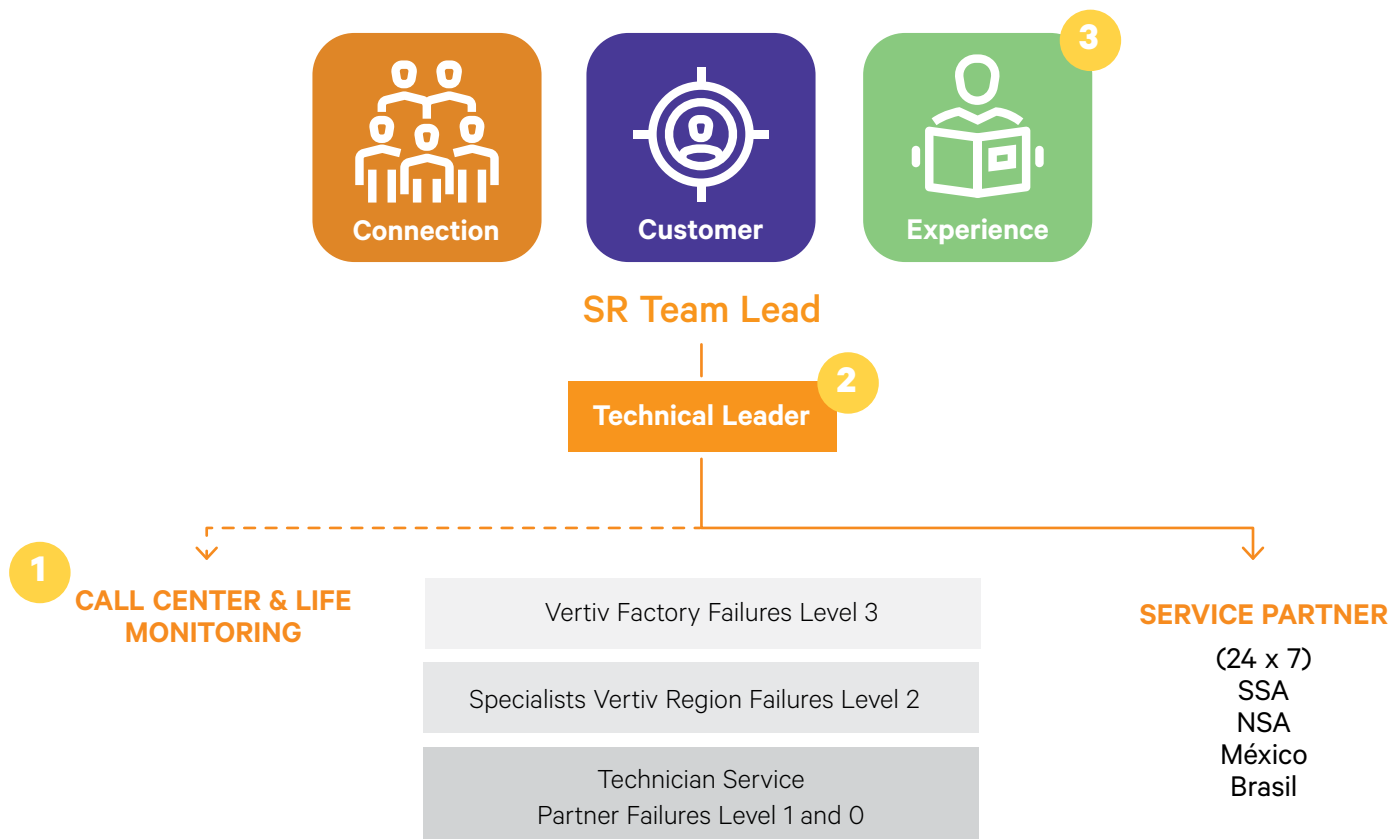 3
Connection
Customer
Experience
SR Team Lead
2
Technical Leader
1
CALL CENTER & LIFE
MONITORING
Vertiv Factory Failures Level 3
Specialists Vertiv Region Failures Level 2
Technician Service
Partner Failures Level 1 and 0
SERVICE PARTNER
(24 x 7)
SSA
NSA
México
Brasil